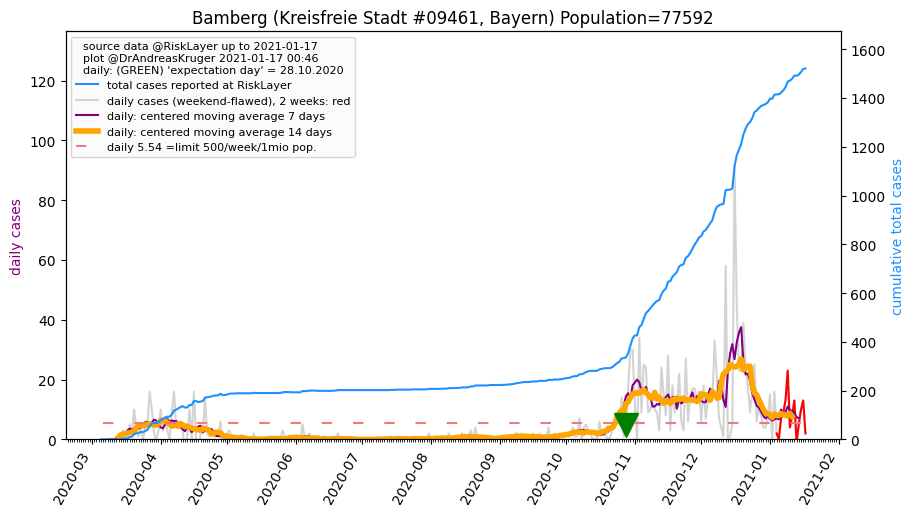 Bamberg (Kreisfreie Stadt #09461, Bayern) Population=77592
source data @RiskLayer up to 2021-01-17
plot @DrAndreasKruger 2021-01-17 00:46
daily: (GREEN) 'expectation day' = 28.10.2020
total cases reported at RiskLayer
daily cases (weekend-flawed), 2 weeks: red
daily: centered moving average 7 days
daily: centered moving average 14 days
daily 5.54 =limit 500/week/1mio pop.
daily cases
120
100
80
60
40
20
0
cumulative total cases
1600
1400
1200
1000
800
600
400
200
0
2020-03
2020-04
2020-05
2020-06
2020-07
2020-08
2020-09
2020-10
2020-11
2020-12
2021-01
2021-02